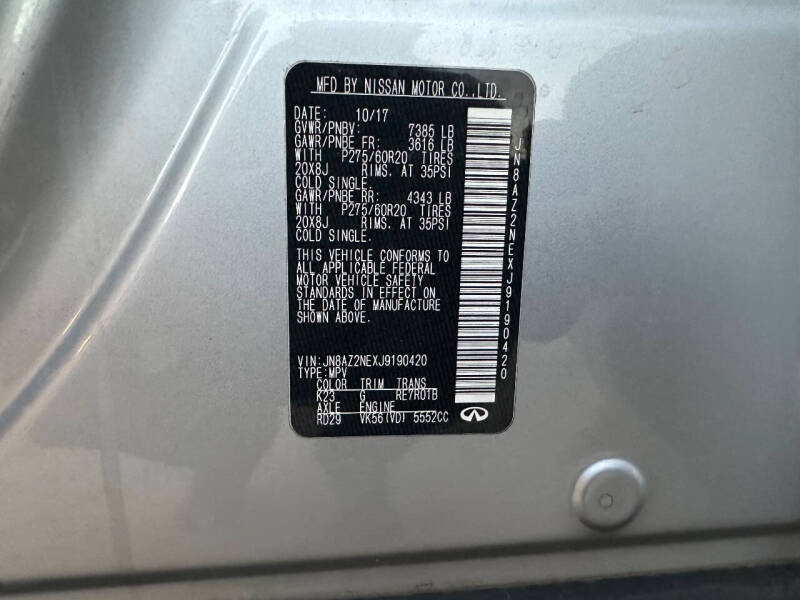 MFD BY NISSAN MOTOR CO.,LTD.
DATE: 10/17
GVWR/PNBV: 7385 LB
GAWR/PNBE FR: 3616 LB
WITH P275/60R20 TIRES
20X8J RIMS. AT 35PSI
COLD SINGLE.
GAWR/PNBE RR: 4343 LB
WITH P275/60R20 TIRES
20X8J RIMS. AT 35PSI
COLD SINGLE.
THIS VEHICLE CONFORMS TO
ALL APPLICABLE FEDERAL
MOTOR VEHICLE SAFETY
STANDARDS IN EFFECT ON
THE DATE OF MANUFACTURE
SHOWN ABOVE.
VIN:JN8AZ2NEXJ9190420
TYPE:MPV
COLOR TRIM TRANS
K23 G RE7R01B
AXLE ENGINE
RD29 VK56(VD) 5552CC
JN8AZ2NEXJ9190420